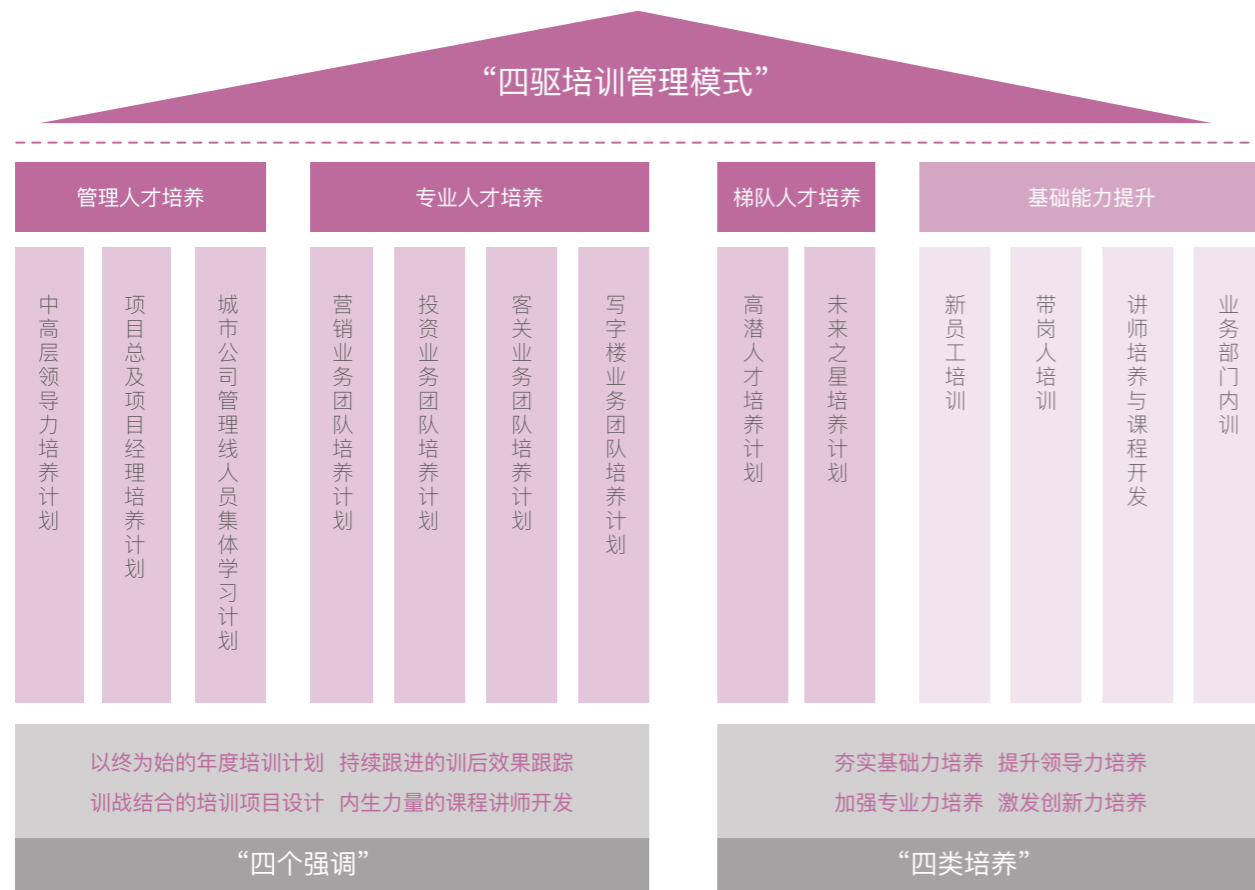 “四驱培训管理模式”
管理人才培养
专业人才培养
梯队人才培养
基础能力提升
中高层领导力培养计划
项目总及项目经理培养计划
城市公司管理线人员集体学习计划
营销业务团队培养计划
投资业务团队培养计划
客关业务团队培养计划
写字楼业务团队培养计划
高潜人才培养计划
未来之星培养计划
新员工培训
带岗人培训
讲师培养与课程开发
业务部门内训
以终为始的年度培训计划 持续跟进的训后效果跟踪
训战结合的培训项目设计 内生力量的课程讲师开发
“四个强调”
夯实基础力培养 提升领导力培养
加强专业力培养 激发创新力培养
“四类培养”